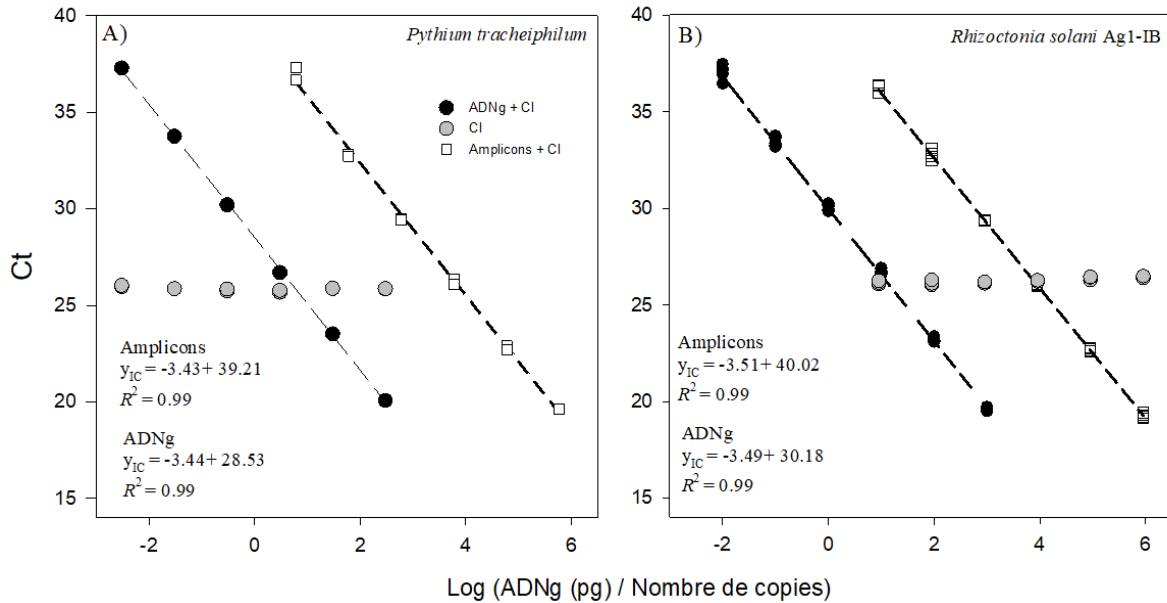 A)
Pythium tracheiphilum
ADNg + CI
CI
Amplicons + CI
Amplicons
yIC = -3.43+ 39.21
R2 = 0.99
ADNg
yIC = -3.44+ 28.53
R2 = 0.99
40
35
30
25
20
15
Ct
-2 0 2 4 6
B)
Rhizoctonia solani Ag1-IB
Amplicons
yIC = -3.51+ 40.02
R2 = 0.99
ADNg
yIC = -3.49+ 30.18
R2 = 0.99
40
35
30
25
20
15
-2 0 2 4 6
Log (ADNg (pg) / Nombre de copies)